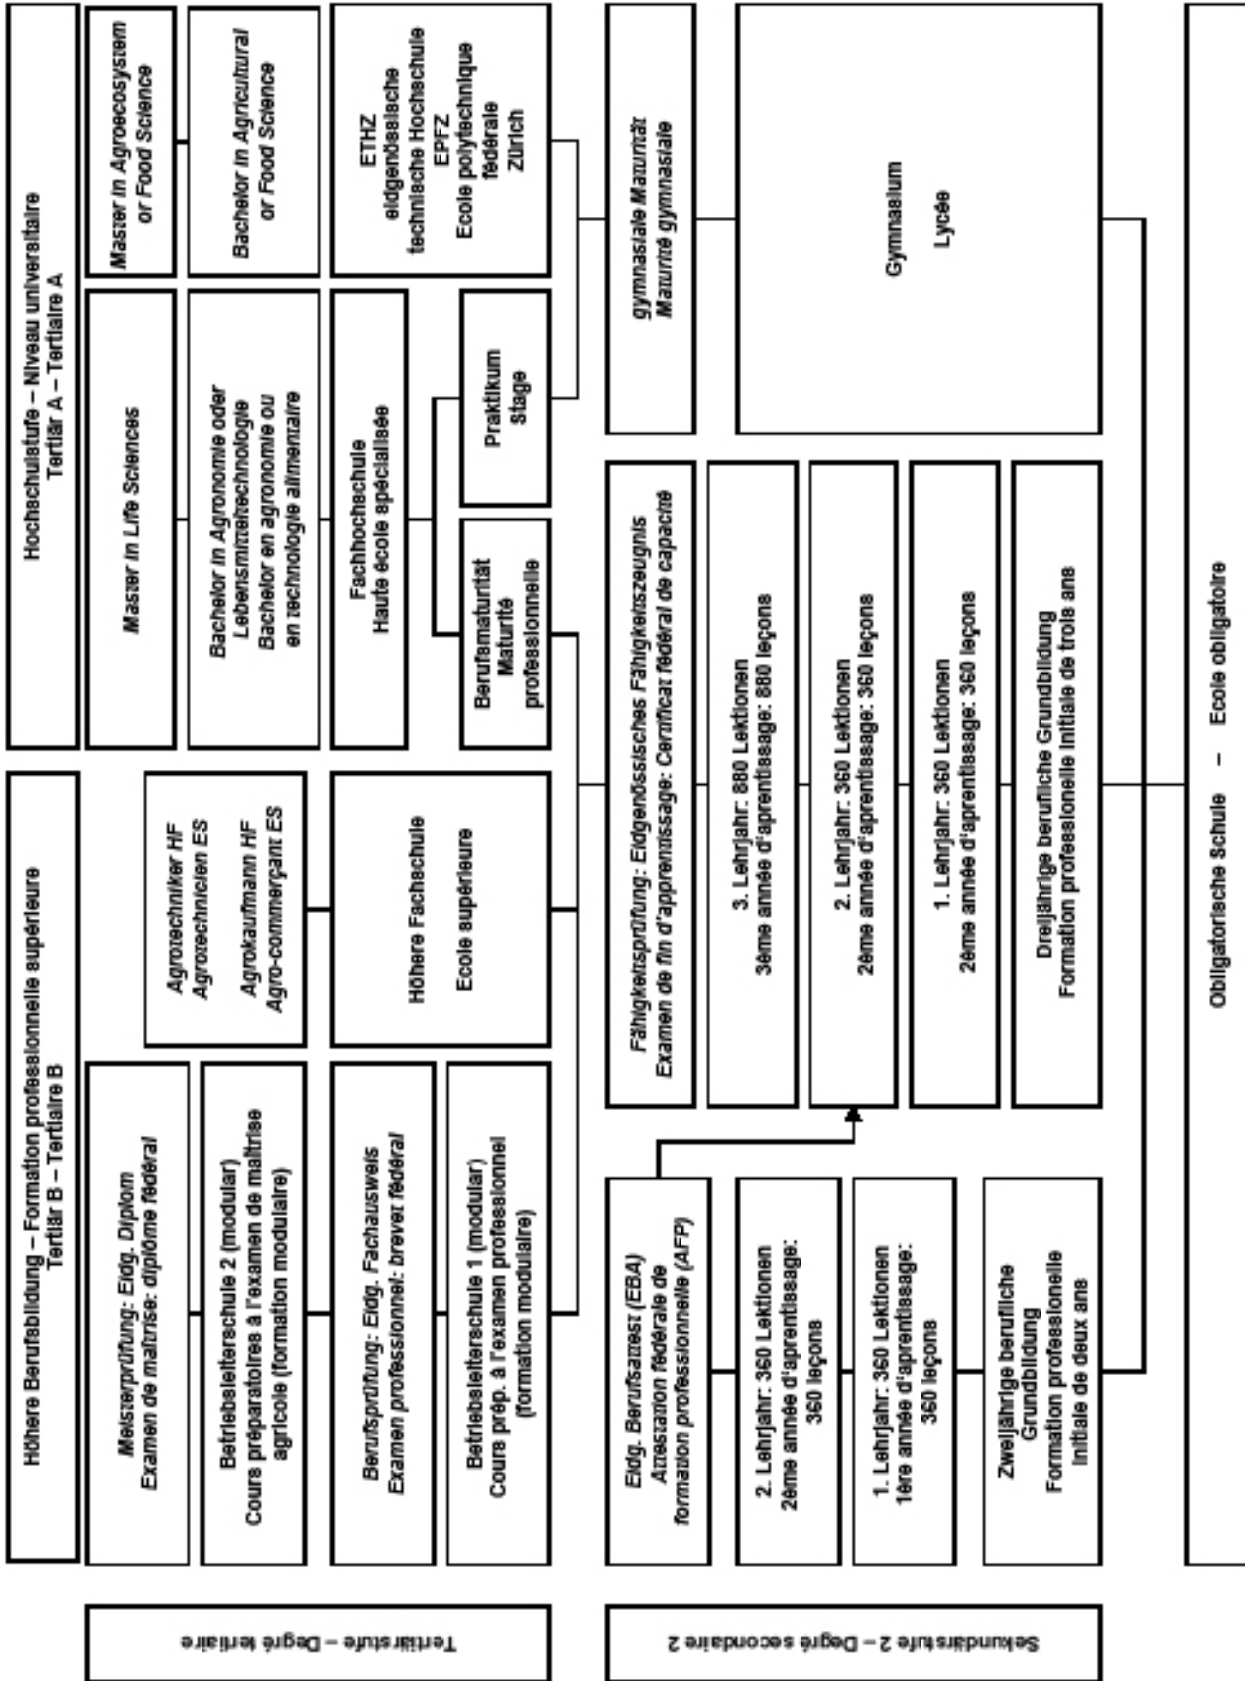 Höhere Berufsbildung – Formation professionnelle supérieure
Tertiär B – Tertiaire B
Hochschulstufe – Niveau universitaire
Tertiär A – Tertiaire A
Tertiärstufe – Degré tertiaire
Meisterprüfung: Eidg. Diplom
Examen de maîtrise: diplôme fédéral
Betriebsleiterschule 2 (modular)
Cours préparatoires à l'examen de maîtrise
agricole (formation modulaire)
Berufsprüfung: Eidg. Fachausweis
Examen professionnel: brevet fédéral
Betriebsleiterschule 1 (modular)
Cours prép. à l'examen professionnel
(formation modulaire)
Agrotechniker HF
Agrotechnicien ES
Agrokaufmann HF
Agro-commerçant ES
Höhere Fachschule
Ecole supérieure
Master in Life Sciences
Bachelor in Agronomie oder
Lebensmitteltechnologie
Bachelor en agronomie ou
en technologie alimentaire
Fachhochschule
Haute école spécialisée
Berufsmaturität
Maturité
professionnelle
Praktikum
Stage
Master in Agroecosystem
or Food Science
Bachelor in Agricultural
or Food Science
ETHZ
eidgenössische
technische Hochschule
EPFZ
Ecole polytechnique
fédérale
Zürich
Sekundärstufe 2 – Degré secondaire 2
Eidg. Berufsattest (EBA)
Attestation fédérale de
formation professionnelle (AFP)
2. Lehrjahr: 360 Lektionen
2ème année d'aprentissage:
360 leçons
1. Lehrjahr: 360 Lektionen
1ère année d'aprentissage:
360 leçons
Zweijährige berufliche
Grundbildung
Formation professionelle
initiale de deux ans
Fähigkeitsprüfung: Eidgenössisches Fähigkeitszeugnis
Examen de fin d'apprentissage: Certificat fédéral de capacité
3. Lehrjahr: 880 Lektionen
3ème année d'aprentissage: 880 leçons
2. Lehrjahr: 360 Lektionen
2ème année d'aprentissage: 360 leçons
1. Lehrjahr: 360 Lektionen
2ème année d'aprentissage: 360 leçons
Dreijährige berufliche Grundbildung
Formation professionelle initiale de trois ans
gymnasiale Maturität
Maturité gymnasiale
Gymnasium
Lycée
Obligatorische Schule – Ecole obligatoire